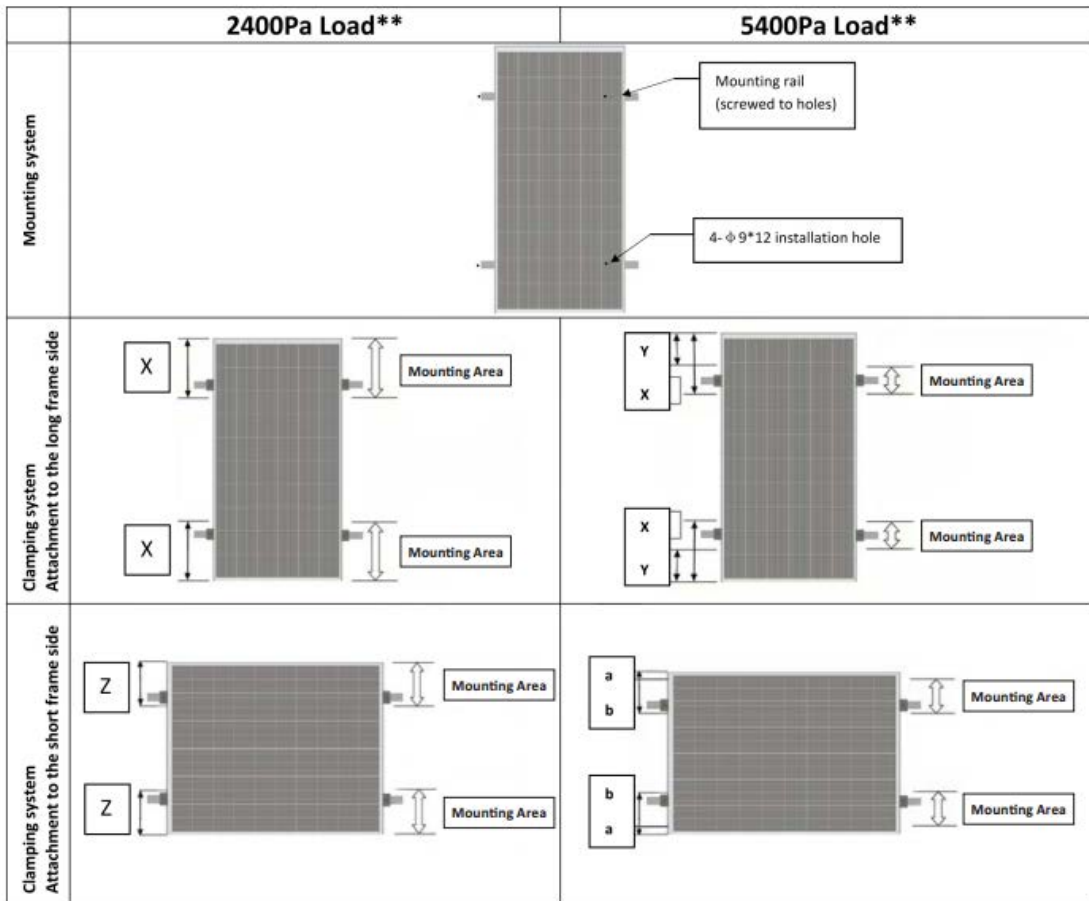 2400Pa Load**
5400Pa Load**
Mounting system
Mounting rail
(screwed to holes)
4-Φ9*12 installation hole
Clamping system
Attachment to the long frame side
X
Mounting Area
X
Mounting Area
Y
X
Mounting Area
X
Y
Mounting Area
Clamping system
Attachment to the short frame side
Z
Mounting Area
Z
Mounting Area
a
b
Mounting Area
b
a
Mounting Area